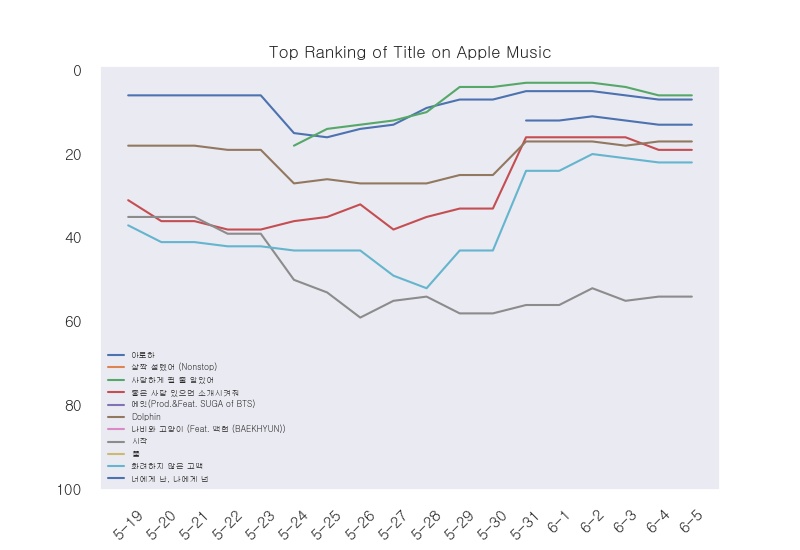 Top Ranking of Title on Apple Music
0
20
40
60
80
100
아로하
살짝 설렜어 (Nonstop)
사랑하게 될 줄 알았어
좋은 사람 있으면 소개시켜줘
에잇(Prod.&Feat. SUGA of BTS)
Dolphin
나비와 고양이 (Feat. 백현 (BAEKHYUN))
시작
화려하지 않은 고백
너에게 난, 나에게 넌
5-19 5-20 5-21 5-22 5-23 5-24 5-25 5-26 5-27 5-28 5-29 5-30 5-31 6-1 6-2 6-3 6-4 6-5